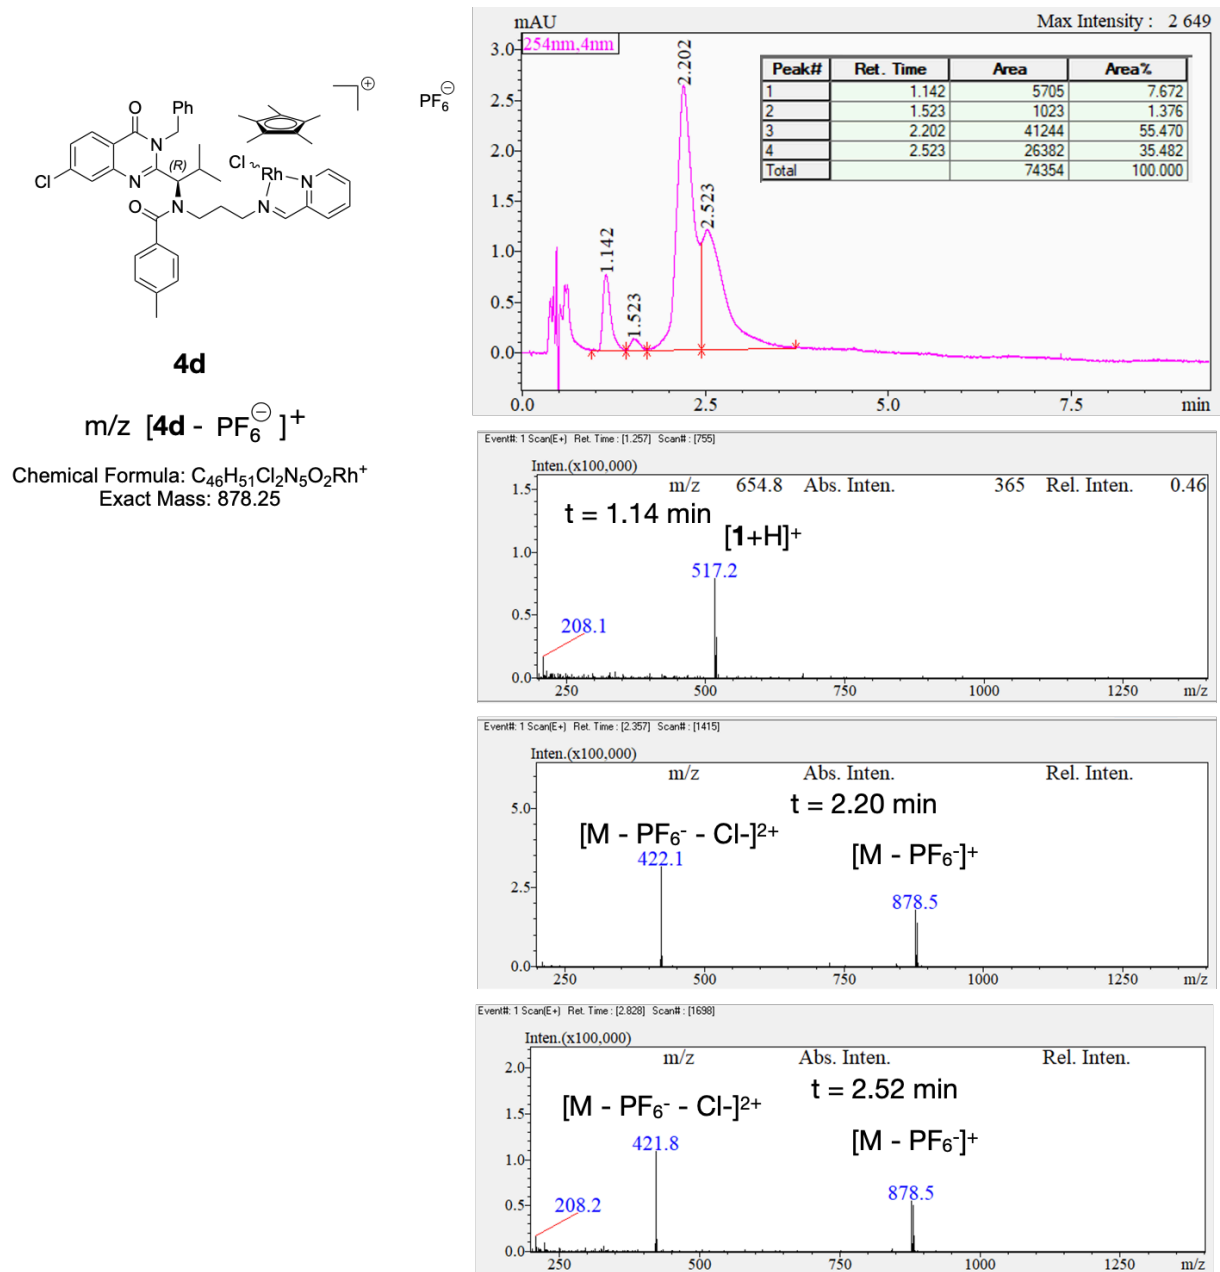 Ph
O
N
(R)
N
Cl
Cl
Rh
N
O
N
N
⊕
PF6⊖
4d
m/z [4d - PF6⊖]+
Chemical Formula: C46H51Cl2N5O2Rh+
Exact Mass: 878.25
mAU
Max Intensity : 2 649
254nm,4nm
3.0
2.5
2.0
1.5
1.0
0.5
0.0
1.142
1.523
2.202
2.523
0.0 2.5 5.0 7.5 min
Peak# Ret. Time Area Area%
1 1.142 5705 7.672
2 1.523 1023 1.376
3 2.202 41244 55.470
4 2.523 26382 35.482
Total 74354 100.000
Event#: 1 Scan(E+) Ret. Time : [1.257] Scan# : [755]
Inten.(x100,000)
m/z 654.8 Abs. Inten. 365 Rel. Inten. 0.46
t = 1.14 min
[1+H]+
517.2
208.1
1.5
1.0
0.5
0.0
250 500 750 1000 1250 m/z
Event#: 1 Scan(E+) Ret. Time : [2.357] Scan# : [1415]
Inten.(x100,000)
m/z Abs. Inten. Rel. Inten.
t = 2.20 min
[M - PF6- - Cl-]2+
422.1
[M - PF6-]+
878.5
5.0
2.5
0.0
250 500 750 1000 1250 m/z
Event#: 1 Scan(E+) Ret. Time : [2.828] Scan# : [1698]
Inten.(x100,000)
m/z Abs. Inten. Rel. Inten.
t = 2.52 min
[M - PF6- - Cl-]2+
421.8
[M - PF6-]+
878.5
208.2
2.0
1.5
1.0
0.5
0.0
250 500 750 1000 1250 m/z